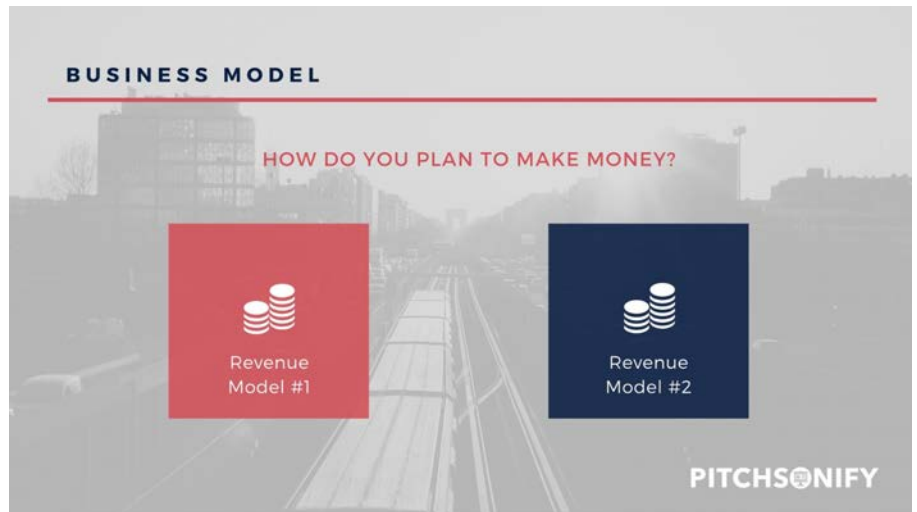 BUSINESS MODEL
HOW DO YOU PLAN TO MAKE MONEY?
Revenue
Model #1
Revenue
Model #2
PITCHSONIFY